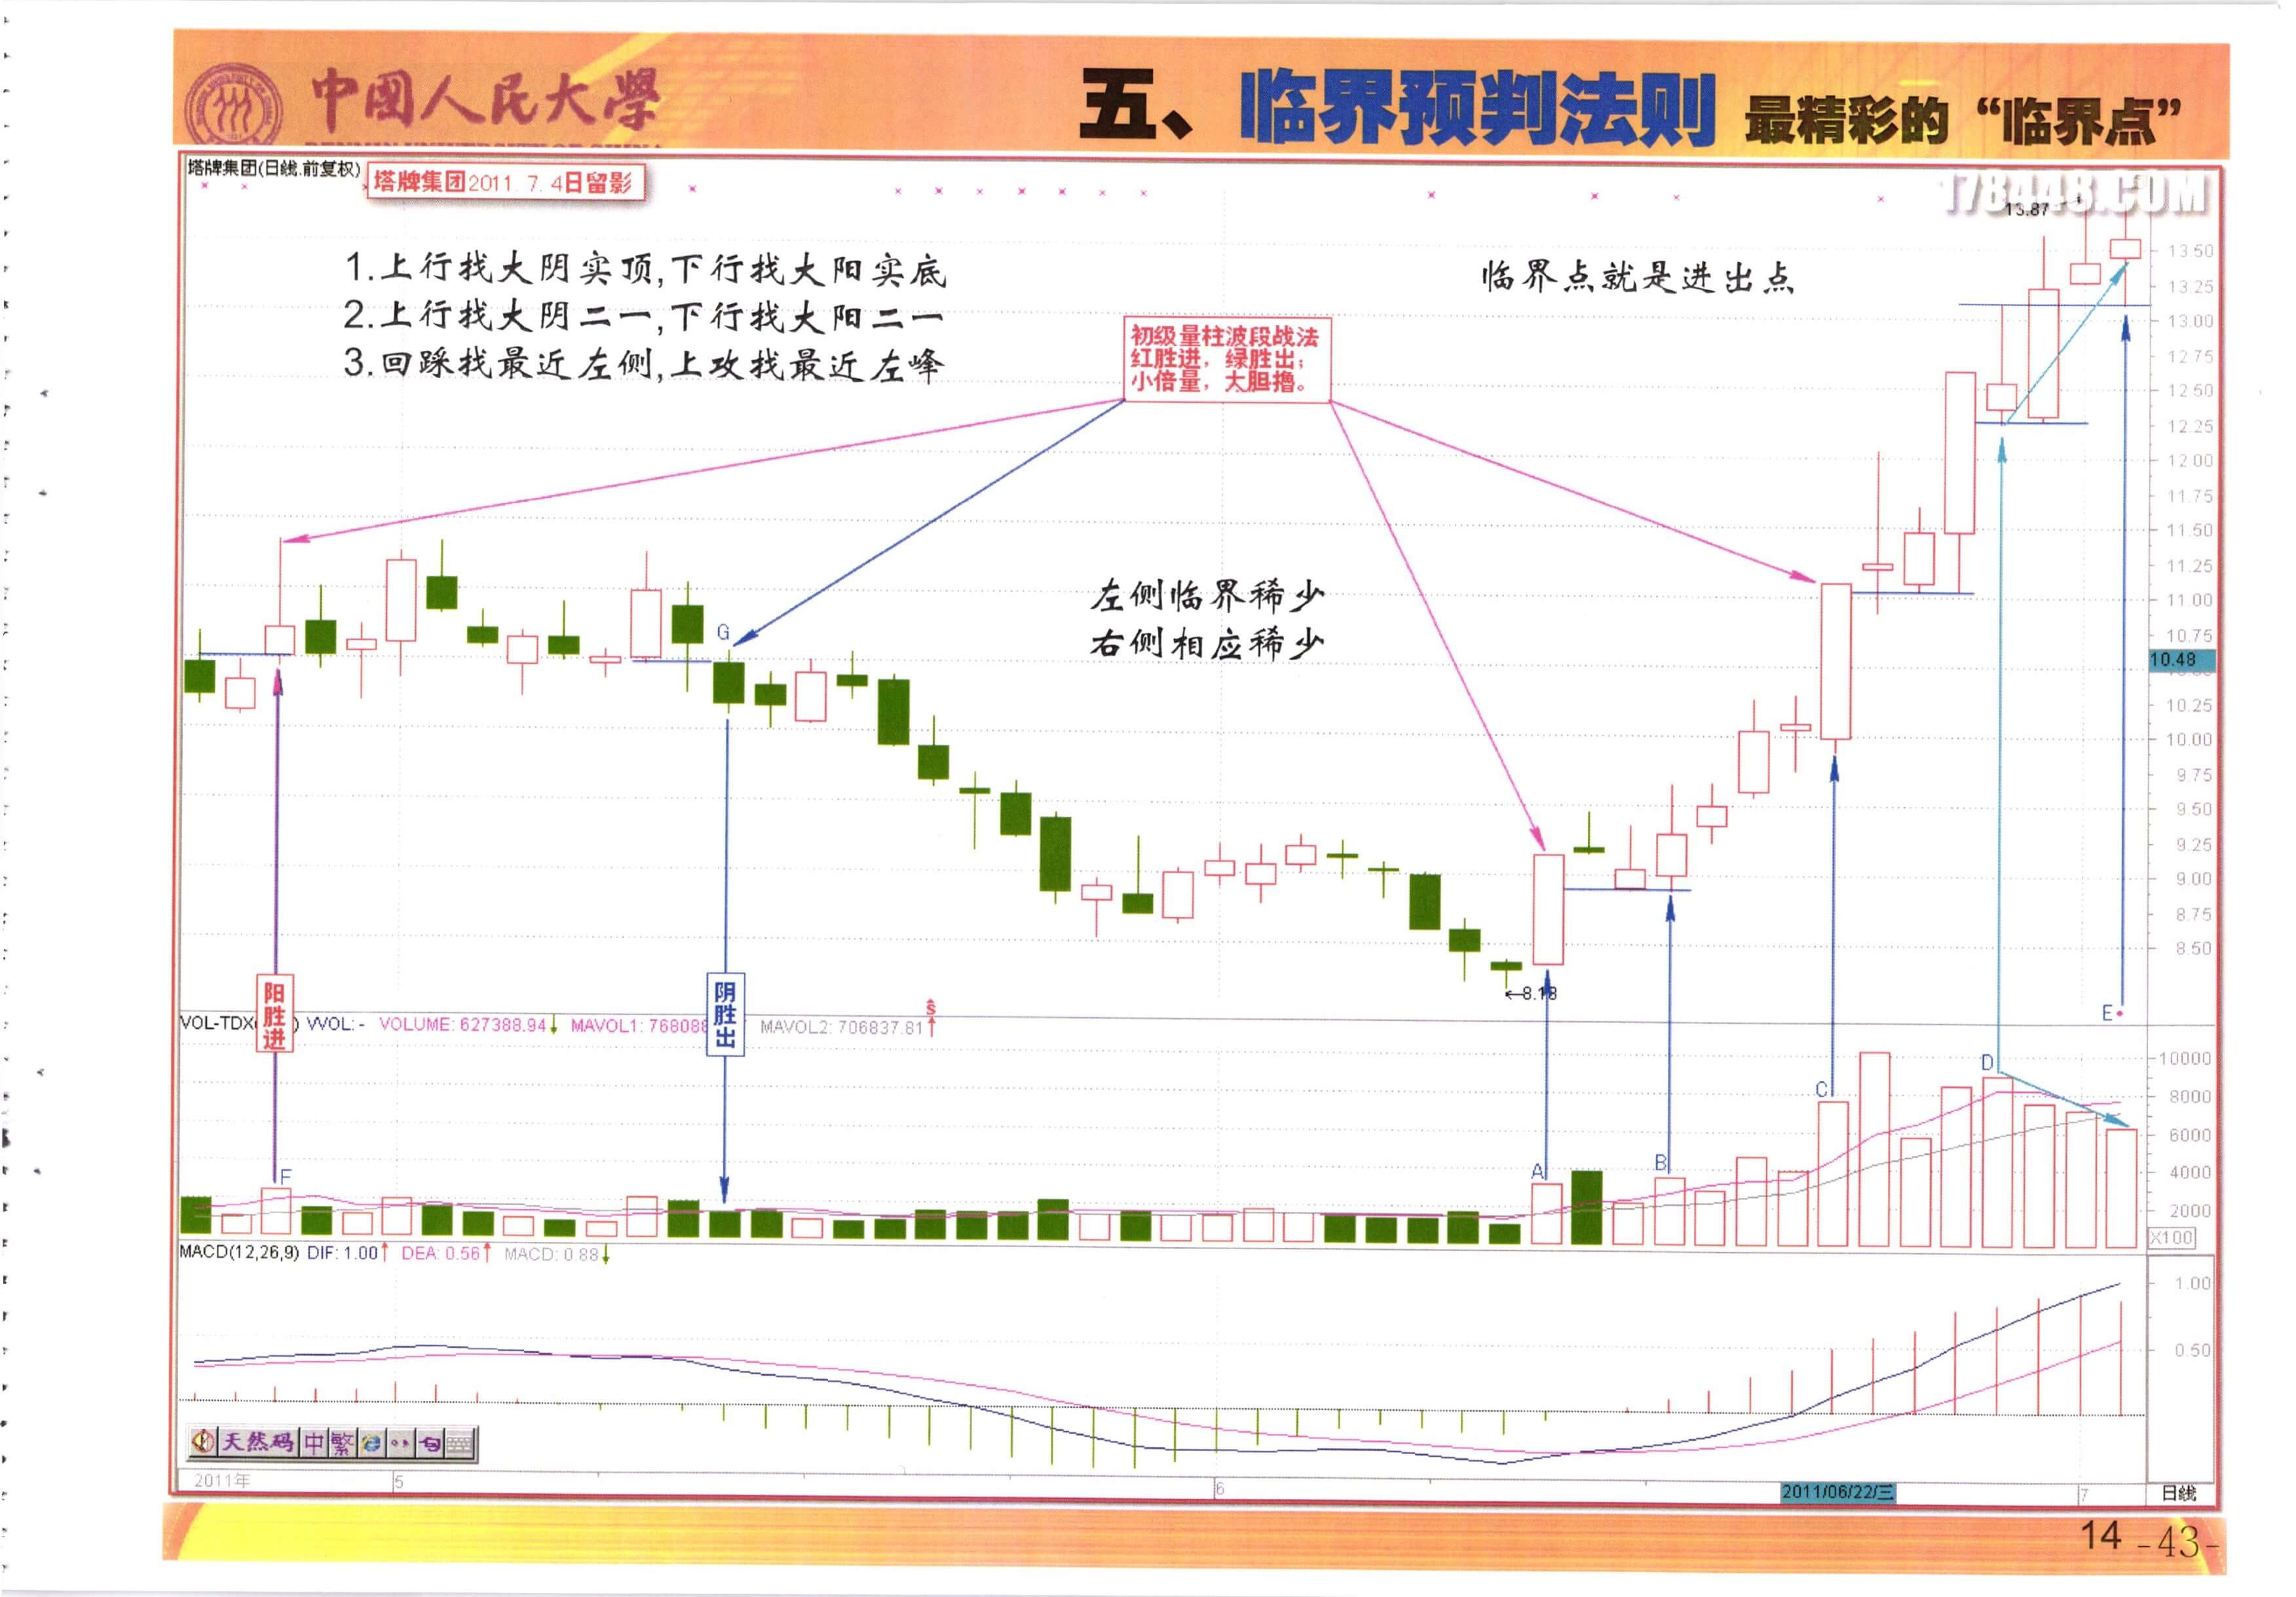 中國人民大學
五、临界预判法则 最精彩的“临界点”
塔牌集团(日线.前复权)
塔牌集团2011.7.4日留影
178448.COM
13.87
1.上行找大阴实顶,下行找大阳实底
2.上行找大阴二一,下行找大阳二一
3.回踩找最近左侧,上攻找最近左峰
临界点就是进出点
初级量柱波段战法
红胜进，绿胜出；
小倍量，大胆撸。
左侧临界稀少
右侧相应稀少
G
13.50
13.25
13.00
12.75
12.50
12.25
12.00
11.75
11.50
11.25
11.00
10.75
10.48
10.25
10.00
9.75
9.50
9.25
9.00
8.75
8.50
←8.18
阳胜进
阴胜出
VOL-TDX( ) VVOL:- VOLUME: 627388.94↓ MAVOL1: 768088 MAVOL2: 706837.81↑
S
E
F
A
B
C
D
10000
8000
6000
4000
2000
X100
MACD(12,26,9) DIF: 1.00↑ DEA: 0.56↑ MACD: 0.88↓
1.00
0.50
天然码 中 繁
2011年
5
6
2011/06/22/三
7
日线
14 -43-